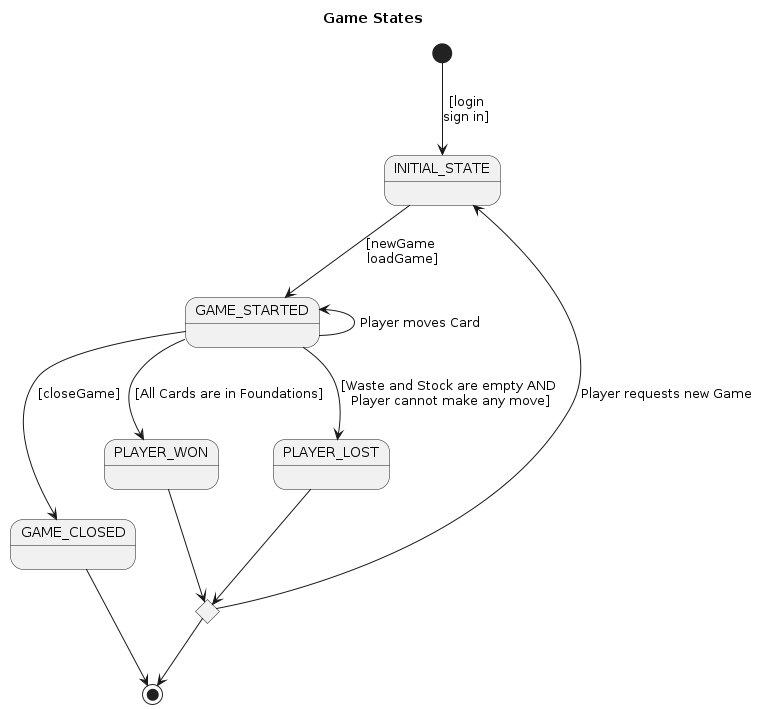 Game States
[login
sign in]
INITIAL_STATE
[newGame
loadGame]
GAME_STARTED
Player moves Card
[closeGame]
[All Cards are in Foundations]
[Waste and Stock are empty AND
Player cannot make any move]
Player requests new Game
PLAYER_WON
PLAYER_LOST
GAME_CLOSED